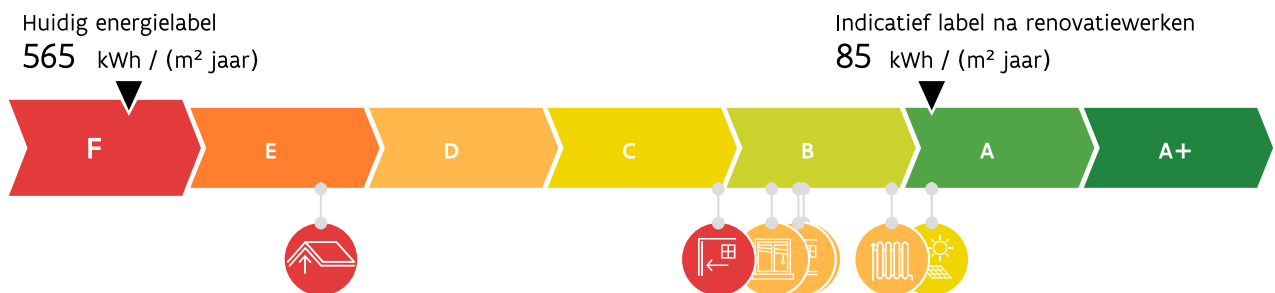 Huidig energielabel
565 kWh / (m² jaar)
Indicatief label na renovatiewerken
85 kWh / (m² jaar)
F E D C B A A+